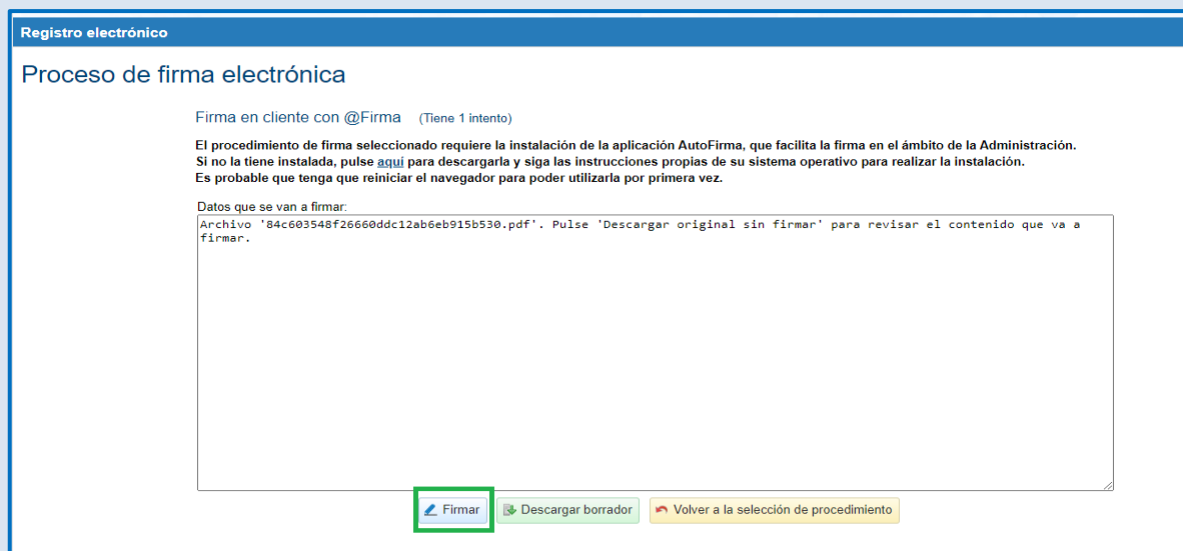 Registro electrónico
Proceso de firma electrónica
Firma en cliente con @Firma (Tiene 1 intento)
El procedimiento de firma seleccionado requiere la instalación de la aplicación AutoFirma, que facilita la firma en el ámbito de la Administración.
Si no la tiene instalada, pulse aquí para descargarla y siga las instrucciones propias de su sistema operativo para realizar la instalación.
Es probable que tenga que reiniciar el navegador para poder utilizarla por primera vez.
Datos que se van a firmar:
Archivo '84c603548f26660ddc12ab6eb915b530.pdf'. Pulse 'Descargar original sin firmar' para revisar el contenido que va a
firmar.
Firmar Descargar borrador Volver a la selección de procedimiento